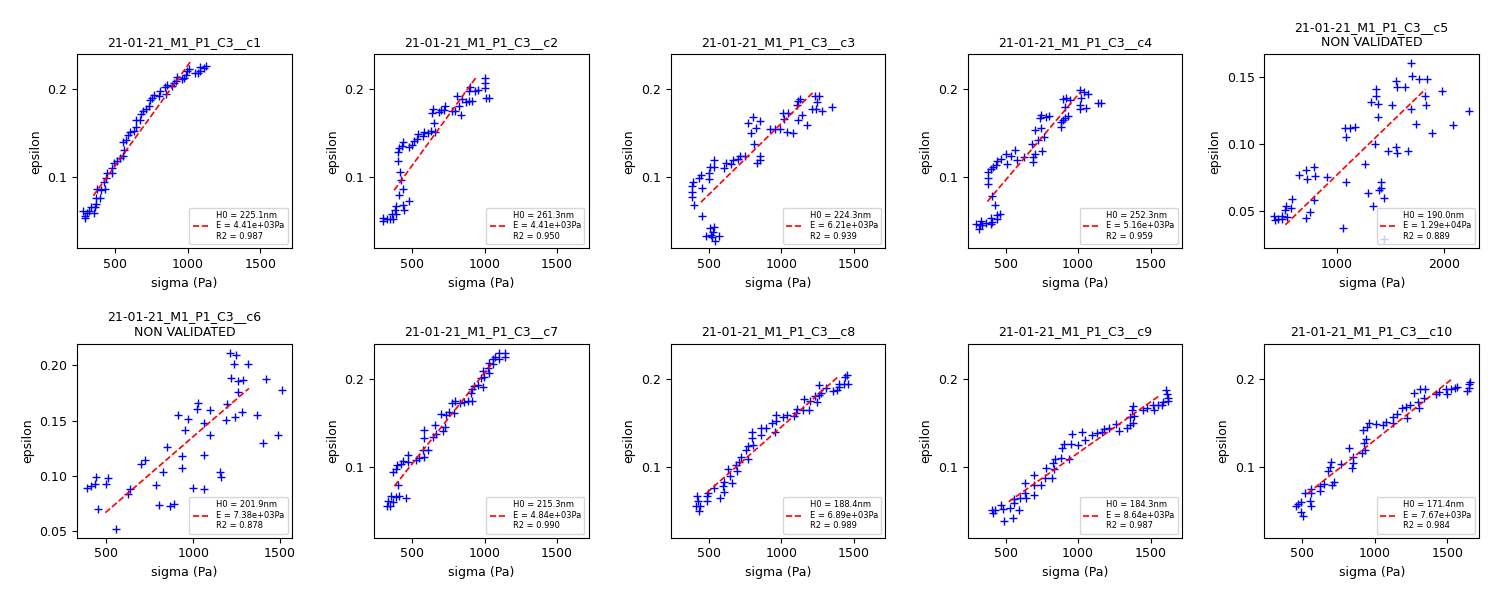 21-01-21_M1_P1_C3__c1
epsilon
0.2
0.1
H0 = 225.1nm
E = 4.41e+03Pa
R2 = 0.987
500 1000 1500
sigma (Pa)
21-01-21_M1_P1_C3__c2
epsilon
0.2
0.1
H0 = 261.3nm
E = 4.41e+03Pa
R2 = 0.950
500 1000 1500
sigma (Pa)
21-01-21_M1_P1_C3__c3
epsilon
0.2
0.1
H0 = 224.3nm
E = 6.21e+03Pa
R2 = 0.939
500 1000 1500
sigma (Pa)
21-01-21_M1_P1_C3__c4
epsilon
0.2
0.1
H0 = 252.3nm
E = 5.16e+03Pa
R2 = 0.959
500 1000 1500
sigma (Pa)
21-01-21_M1_P1_C3__c5
NON VALIDATED
epsilon
0.15
0.10
0.05
H0 = 190.0nm
E = 1.29e+04Pa
R2 = 0.889
1000 2000
sigma (Pa)
21-01-21_M1_P1_C3__c6
NON VALIDATED
epsilon
0.20
0.15
0.10
0.05
H0 = 201.9nm
E = 7.38e+03Pa
R2 = 0.878
500 1000 1500
sigma (Pa)
21-01-21_M1_P1_C3__c7
epsilon
0.2
0.1
H0 = 215.3nm
E = 4.84e+03Pa
R2 = 0.990
500 1000 1500
sigma (Pa)
21-01-21_M1_P1_C3__c8
epsilon
0.2
0.1
H0 = 188.4nm
E = 6.89e+03Pa
R2 = 0.989
500 1000 1500
sigma (Pa)
21-01-21_M1_P1_C3__c9
epsilon
0.2
0.1
H0 = 184.3nm
E = 8.64e+03Pa
R2 = 0.987
500 1000 1500
sigma (Pa)
21-01-21_M1_P1_C3__c10
epsilon
0.2
0.1
H0 = 171.4nm
E = 7.67e+03Pa
R2 = 0.984
500 1000 1500
sigma (Pa)